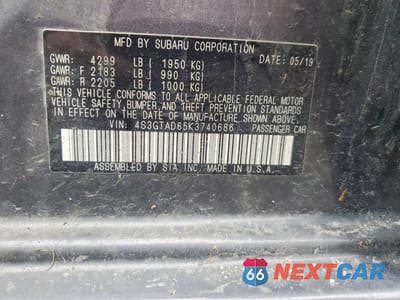 MFD BY SUBARU CORPORATION DATE: 05/19
GVWR: 4299 LB ( 1950 KG)
GAWR: F 2183 LB ( 990 KG)
GAWR: R 2205 LB ( 1000 KG)
THIS VEHICLE CONFORMS TO ALL APPLICABLE FEDERAL MOTOR
VEHICLE SAFETY, BUMPER, AND THEFT PREVENTION STANDARDS
IN EFFECT ON THE DATE OF MANUFACTURE SHOWN ABOVE.
VIN: 4S3GTAD65K3740686 PASSENGER CAR
ASSEMBLED BY SIA, INC. MADE IN U.S.A.
66 NEXTCAR